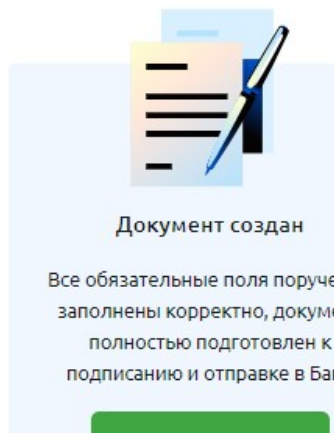 Документ создан
Все обязательные поля
заполнены корректно,
полностью подготовлен к
подписанию и отправке в